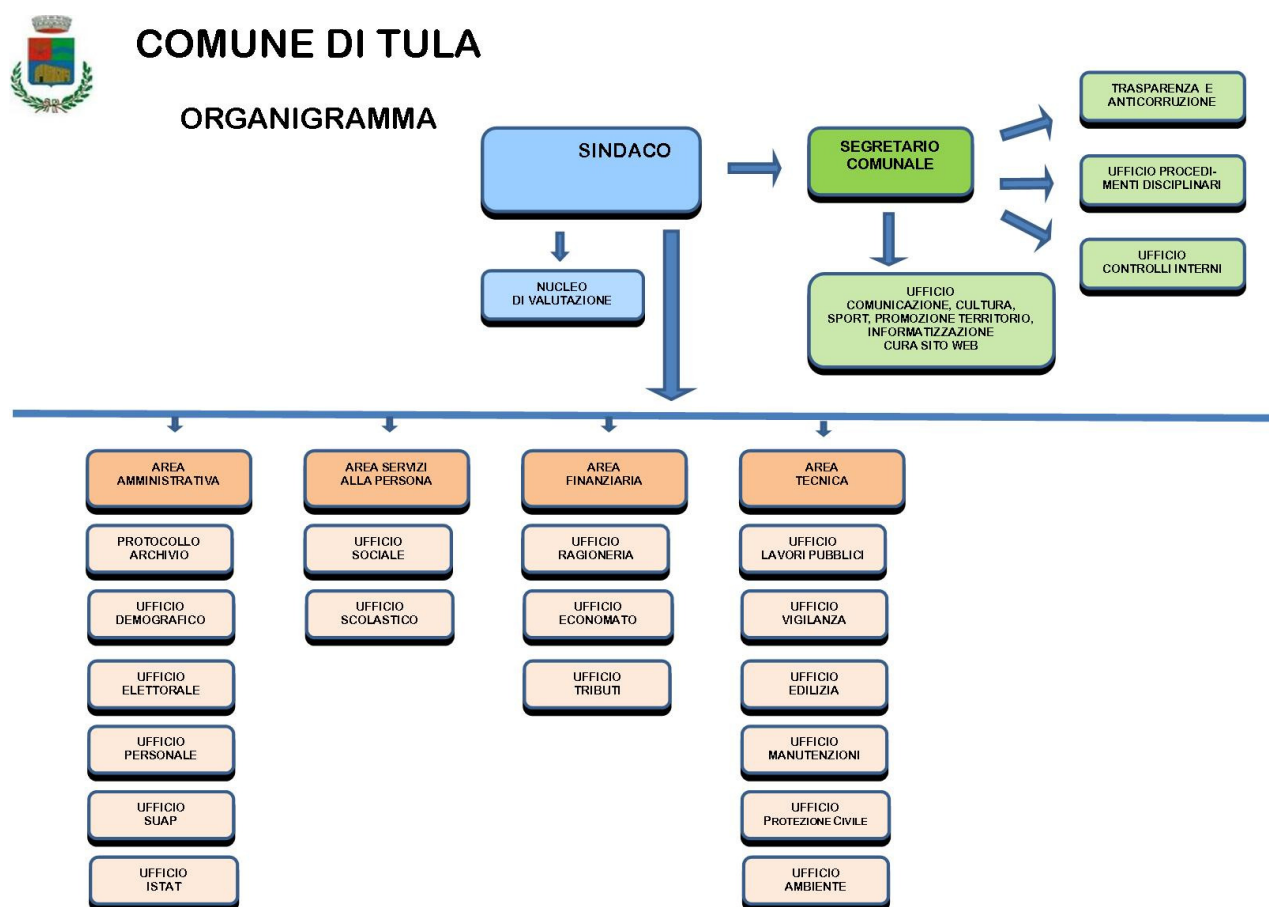 COMUNE DI TULA
ORGANIGRAMMA
SINDACO
SEGRETARIO
COMUNALE
TRASPARENZA E
ANTICORRUZIONE
UFFICIO PROCEDI-
MENTI DISCIPLINARI
UFFICIO
CONTROLLI INTERNI
NUCLEO
DI VALUTAZIONE
UFFICIO
COMUNICAZIONE, CULTURA,
SPORT, PROMOZIONE TERRITORIO,
INFORMATIZZAZIONE
CURA SITO WEB
AREA
AMMINISTRATIVA
PROTOCOLLO
ARCHIVIO
UFFICIO
DEMOGRAFICO
UFFICIO
ELETTORALE
UFFICIO
PERSONALE
UFFICIO
SUAP
UFFICIO
ISTAT
AREA SERVIZI
ALLA PERSONA
UFFICIO
SOCIALE
UFFICIO
SCOLASTICO
AREA
FINANZIARIA
UFFICIO
RAGIONERIA
UFFICIO
ECONOMATO
UFFICIO
TRIBUTI
AREA
TECNICA
UFFICIO
LAVORI PUBBLICI
UFFICIO
VIGILANZA
UFFICIO
EDILIZIA
UFFICIO
MANUTENZIONI
UFFICIO
PROTEZIONE CIVILE
UFFICIO
AMBIENTE